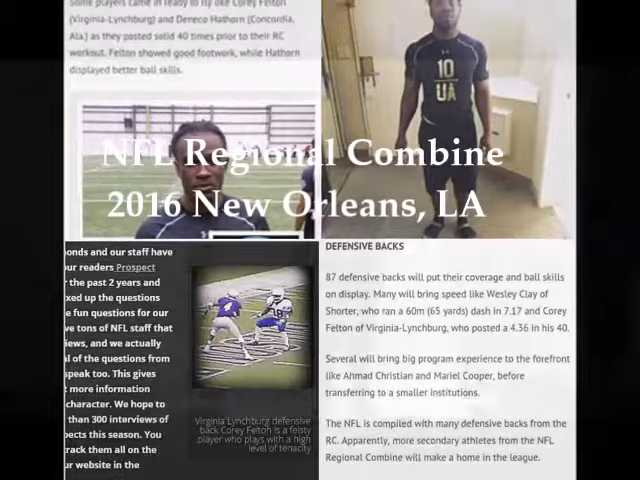 Some players came in ready to fly like Corey Felton
(Virginia-Lynchburg) and Deneco Hathorn (Concordia,
Ala.) as they posted solid 40 times prior to their RC
workout. Felton showed good footwork, while Hathorn
displayed better ball skills.
10
UA
NFL Regional Combine
2016 New Orleans, LA
onds and our staff have
ur readers Prospect
the past 2 years and
xed up the questions
e fun questions for our
ve tons of NFL staff that
iews, and we actually
al of the questions from
speak too. This gives
t more information
character. We hope to
than 300 interviews of
pects this season. You
track them all on the
ur website in the
4
Virginia Lynchburg defensive
back Corey Felton is a feisty
player who plays with a high
level of tenacity
DEFENSIVE BACKS
87 defensive backs will put their coverage and ball skills
on display. Many will bring speed like Wesley Clay of
Shorter, who ran a 60m (65 yards) dash in 7.17 and Corey
Felton of Virginia-Lynchburg, who posted a 4.36 in his 40.
Several will bring big program experience to the forefront
like Ahmad Christian and Mariel Cooper, before
transferring to a smaller institutions.
The NFL is compiled with many defensive backs from the
RC. Apparently, more secondary athletes from the NFL
Regional Combine will make a home in the league.